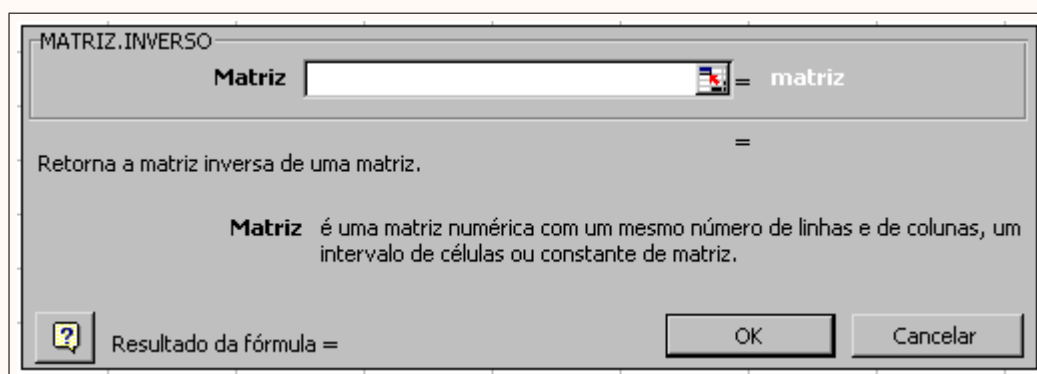 MATRIZ.INVERSO
Matriz = matriz
=
Retorna a matriz inversa de uma matriz.
Matriz é uma matriz numérica com um mesmo número de linhas e de colunas, um
intervalo de células ou constante de matriz.
? Resultado da fórmula = OK Cancelar